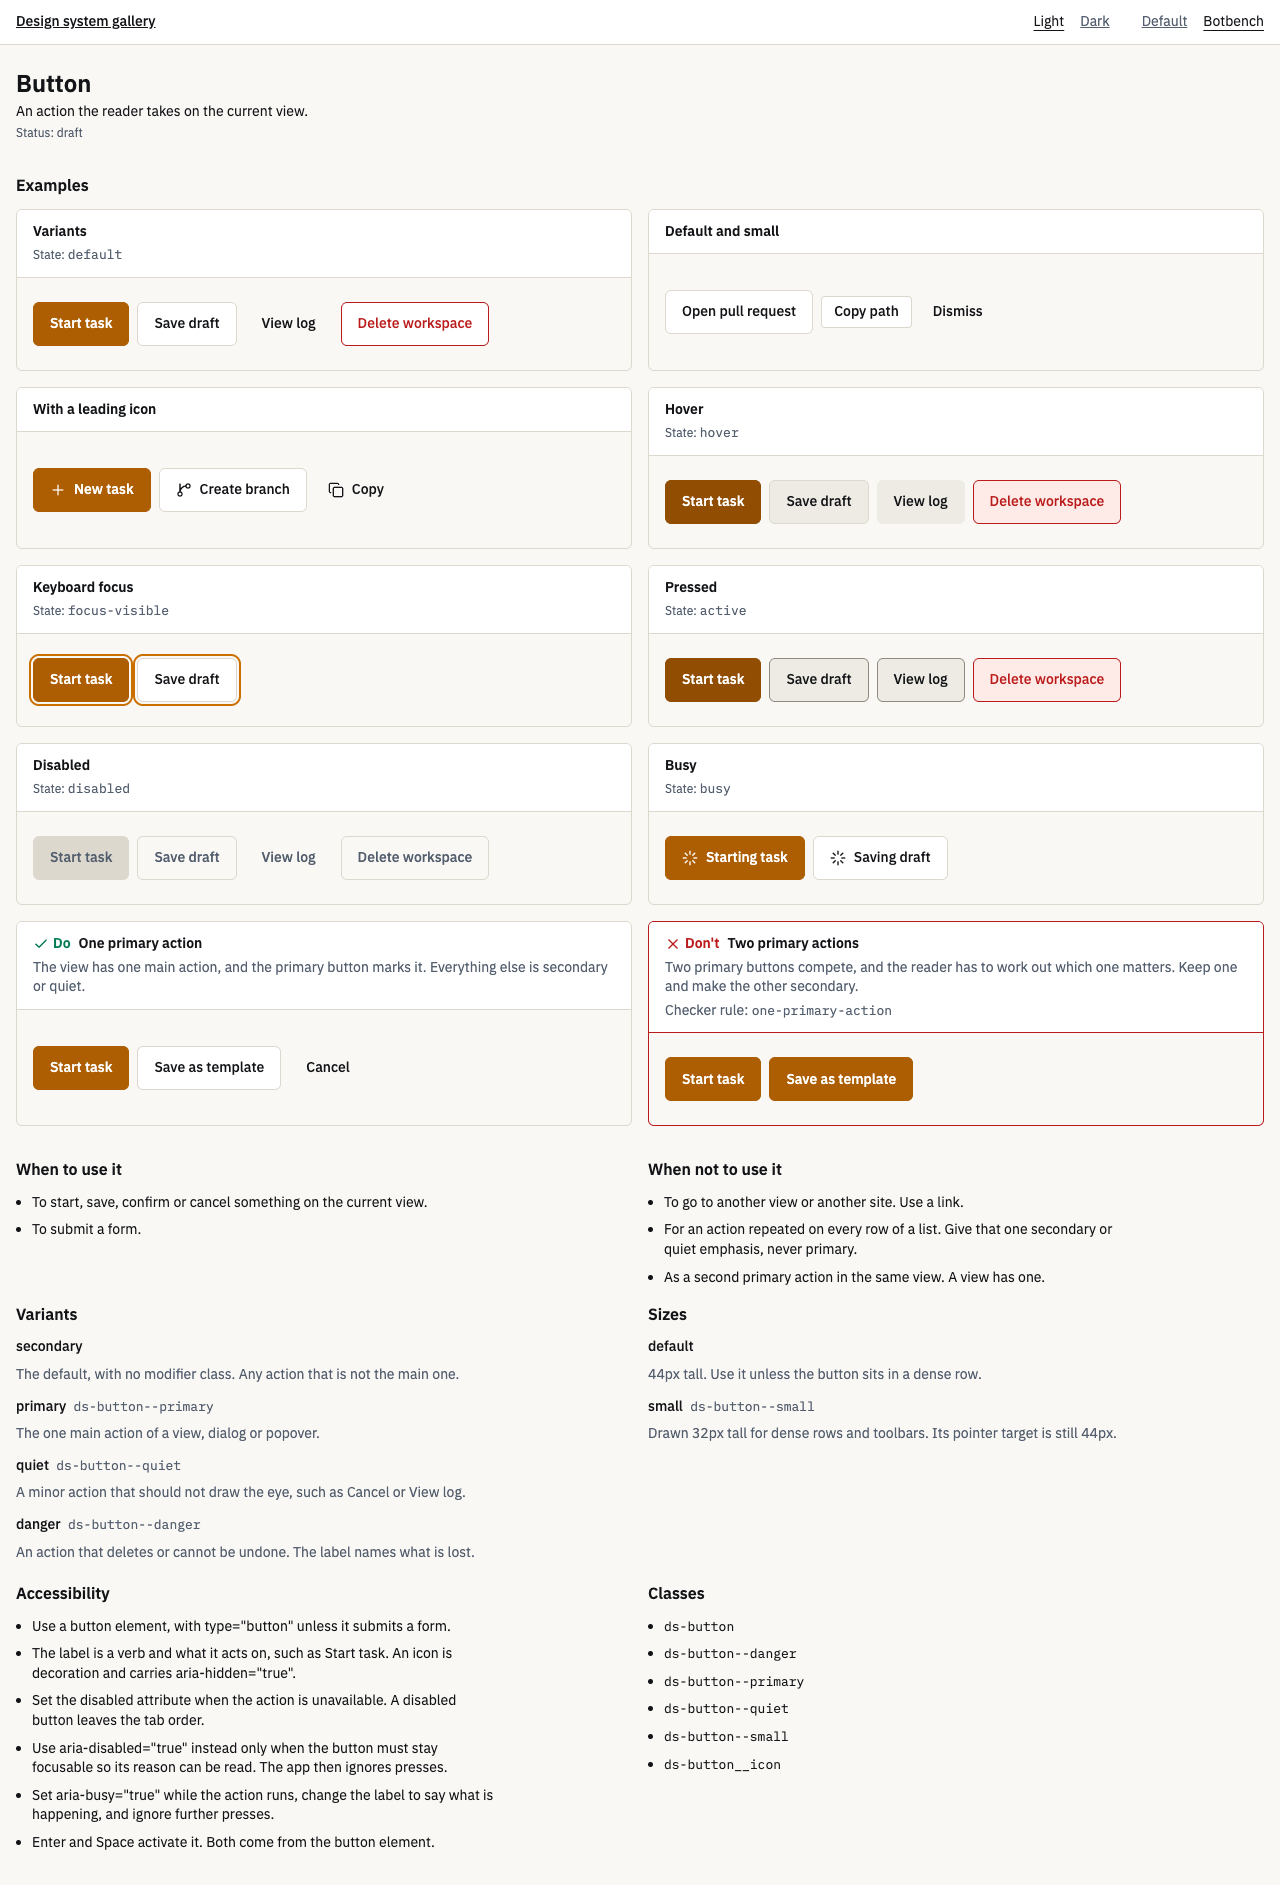 Design system gallery
Light Dark Default Botbench
Button
An action the reader takes on the current view.
Status: draft
Examples
Variants
State: default
Start task Save draft View log Delete workspace
Default and small
Open pull request Copy path Dismiss
With a leading icon
New task Create branch Copy
Hover
State: hover
Start task Save draft View log Delete workspace
Keyboard focus
State: focus-visible
Start task Save draft
Pressed
State: active
Start task Save draft View log Delete workspace
Disabled
State: disabled
Start task Save draft View log Delete workspace
Busy
State: busy
Starting task Saving draft
Do One primary action
The view has one main action, and the primary button marks it. Everything else is secondary
or quiet.
Start task Save as template Cancel
Don't Two primary actions
Two primary buttons compete, and the reader has to work out which one matters. Keep one
and make the other secondary.
Checker rule: one-primary-action
Start task Save as template
When to use it
To start, save, confirm or cancel something on the current view.
To submit a form.
When not to use it
To go to another view or another site. Use a link.
For an action repeated on every row of a list. Give that one secondary or
quiet emphasis, never primary.
As a second primary action in the same view. A view has one.
Variants
secondary
The default, with no modifier class. Any action that is not the main one.
primary ds-button--primary
The one main action of a view, dialog or popover.
quiet ds-button--quiet
A minor action that should not draw the eye, such as Cancel or View log.
danger ds-button--danger
An action that deletes or cannot be undone. The label names what is lost.
Sizes
default
44px tall. Use it unless the button sits in a dense row.
small ds-button--small
Drawn 32px tall for dense rows and toolbars. Its pointer target is still 44px.
Accessibility
Use a button element, with type="button" unless it submits a form.
The label is a verb and what it acts on, such as Start task. An icon is
decoration and carries aria-hidden="true".
Set the disabled attribute when the action is unavailable. A disabled
button leaves the tab order.
Use aria-disabled="true" instead only when the button must stay
focusable so its reason can be read. The app then ignores presses.
Set aria-busy="true" while the action runs, change the label to say what is
happening, and ignore further presses.
Enter and Space activate it. Both come from the button element.
Classes
ds-button
ds-button--danger
ds-button--primary
ds-button--quiet
ds-button--small
ds-button__icon